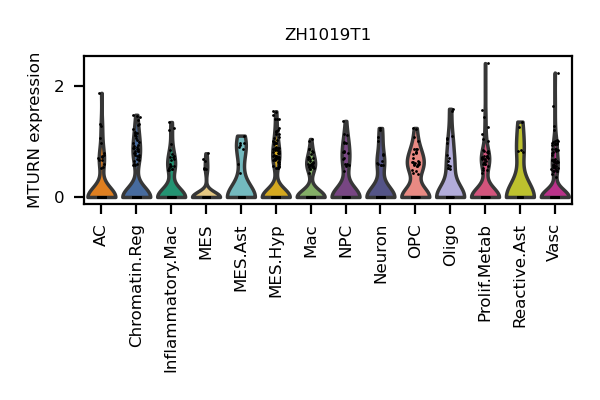 ZH1019T1
MTURN expression
2
0
AC
Chromatin.Reg
Inflammatory.Mac
MES
MES.Ast
MES.Hyp
Mac
NPC
Neuron
OPC
Oligo
Prolif.Metab
Reactive.Ast
Vasc